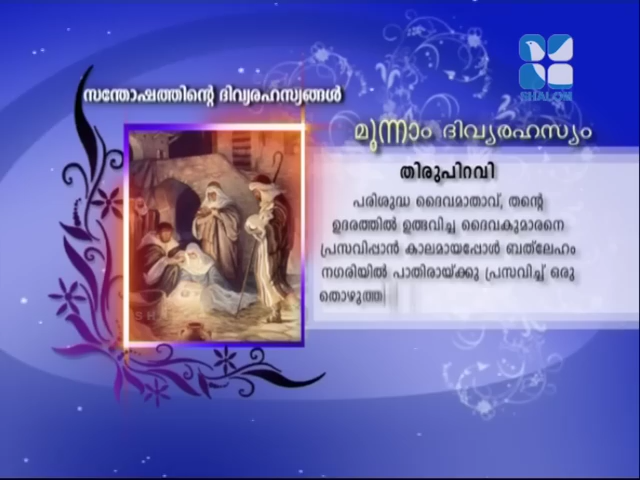 SHALOM
സന്തോഷത്തിന്റെ ദിവ്യരഹസ്യങ്ങൾ
മൂന്നാം ദിവ്യരഹസ്യം
തിരുപിറവി
പരിശുദ്ധ ദൈവമാതാവ്, തന്റെ
ഉദരത്തിൽ ഉത്ഭവിച്ച ദൈവകുമാരനെ
പ്രസവിപ്പാൻ കാലമായപ്പോൾ ബത്‌ലേഹം
നഗരിയിൽ പാതിരായ്ക്കു പ്രസവിച്ച് ഒരു
തൊഴുത്ത